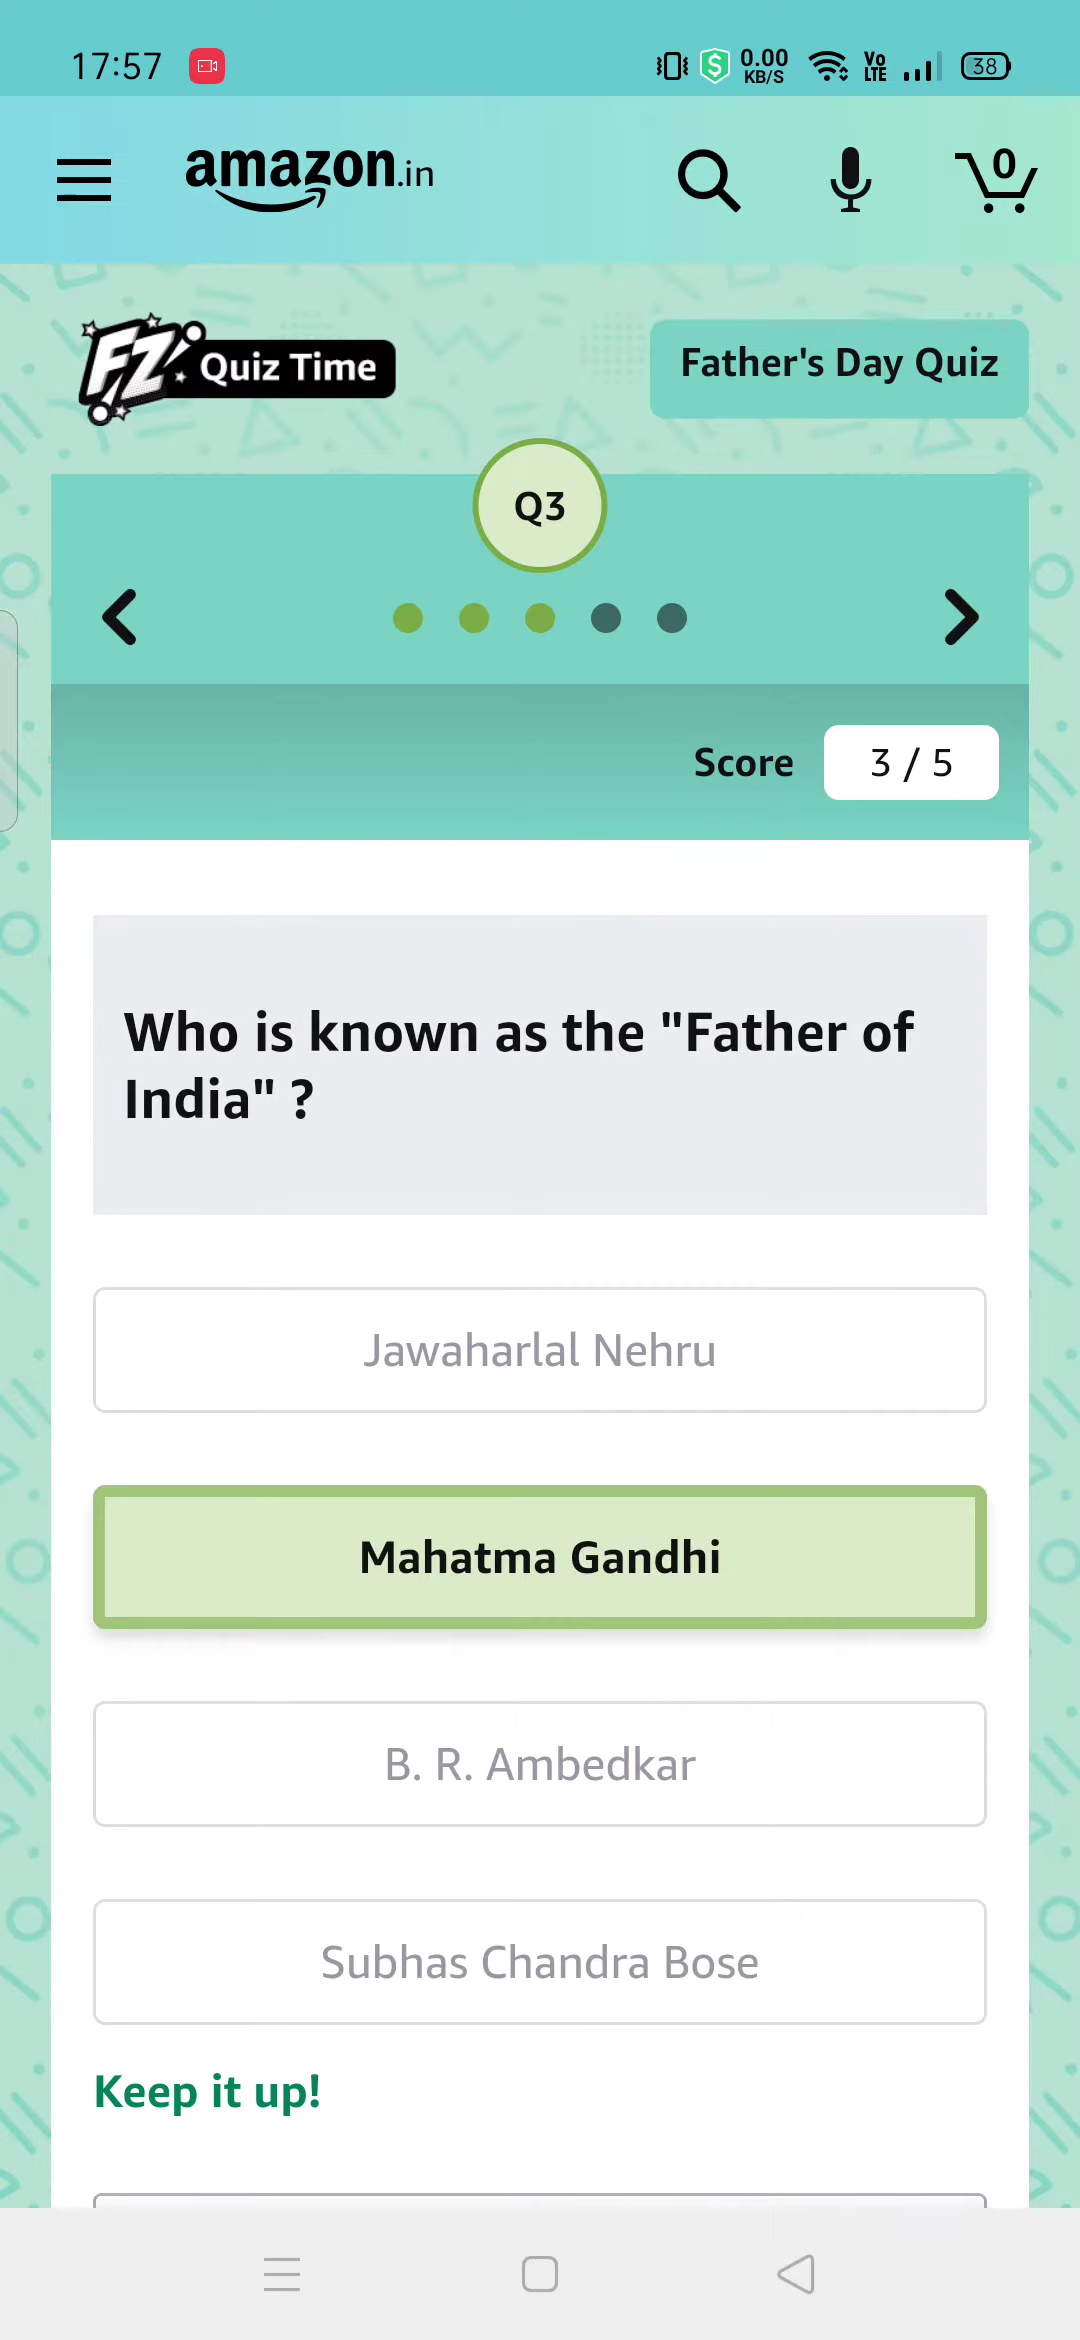 17:57
0.00
KB/S
Vo
LTE
38
amazon.in
0
FZ Quiz Time
Father's Day Quiz
Q3
Score
3 / 5
Who is known as the "Father of
India" ?
Jawaharlal Nehru
Mahatma Gandhi
B. R. Ambedkar
Subhas Chandra Bose
Keep it up!